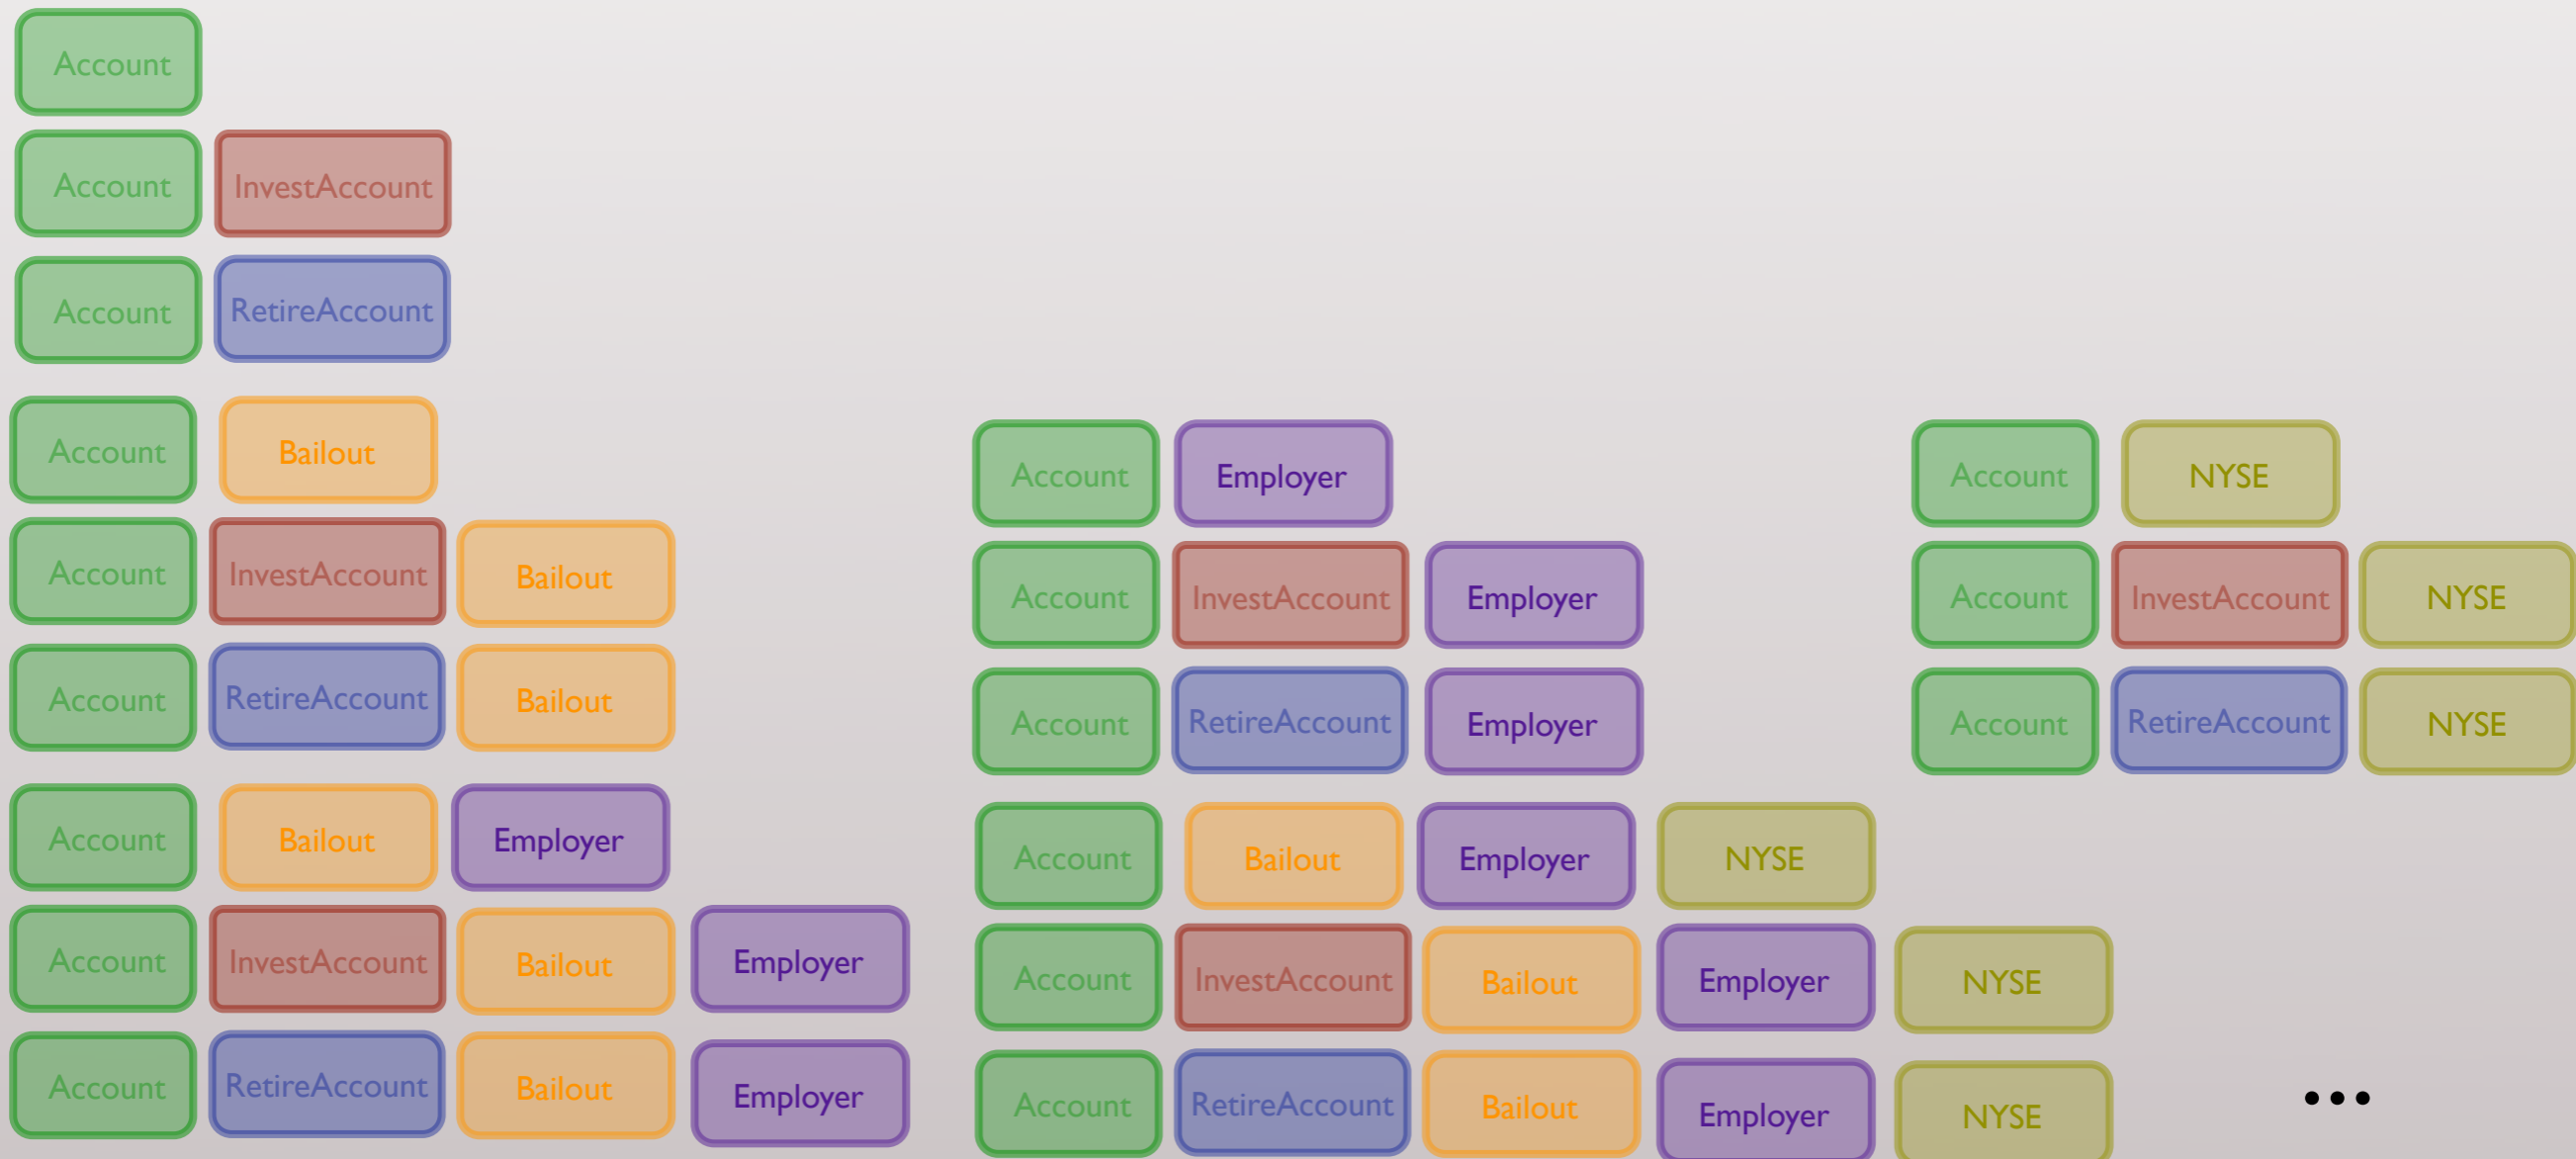 Account
Account InvestAccount
Account RetireAccount
Account Bailout
Account InvestAccount Bailout
Account RetireAccount Bailout
Account Bailout Employer
Account InvestAccount Bailout Employer
Account RetireAccount Bailout Employer
Account Employer
Account InvestAccount Employer
Account RetireAccount Employer
Account Bailout Employer NYSE
Account InvestAccount Bailout Employer NYSE
Account RetireAccount Bailout Employer NYSE
Account NYSE
Account InvestAccount NYSE
Account RetireAccount NYSE
...